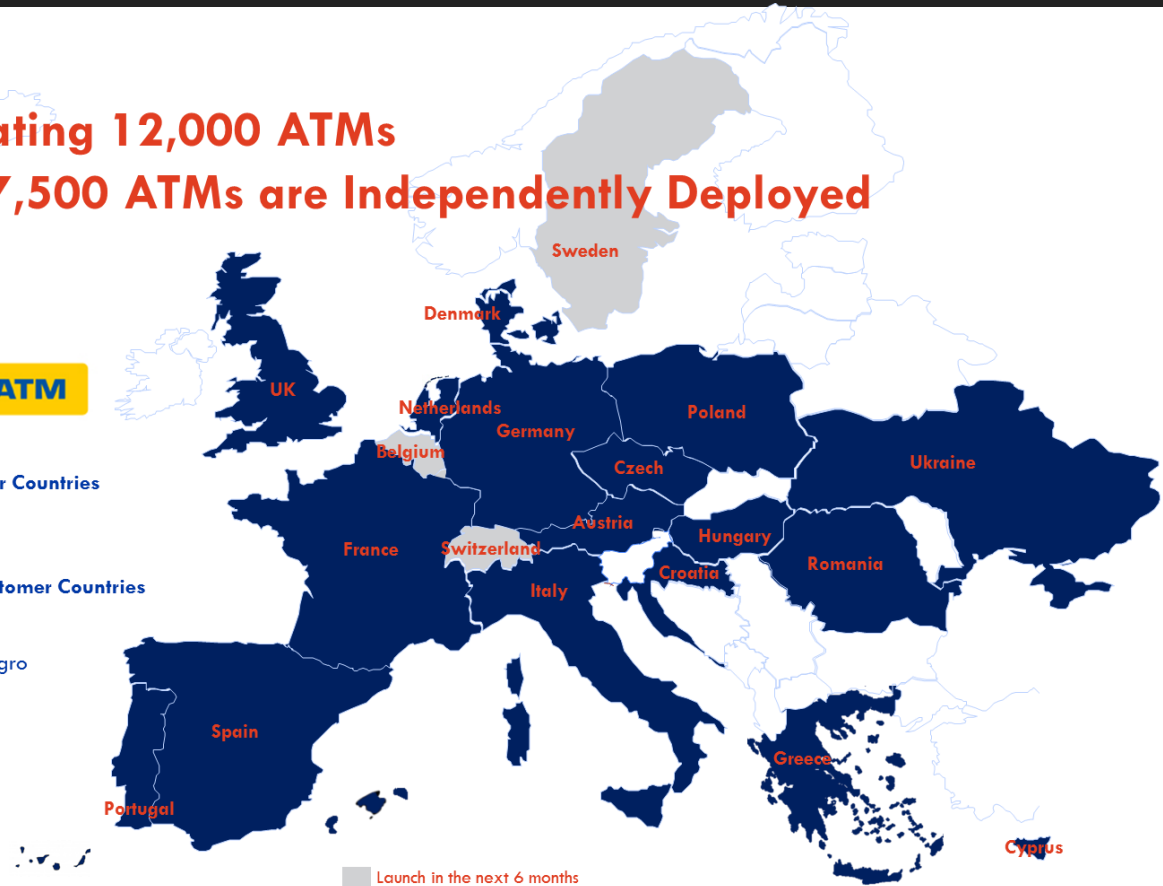 ating 12,000 ATMs
7,500 ATMs are Independently Deployed
Sweden
Denmark
ATM
UK
Netherlands
Poland
Germany
Belgium
Czech
Ukraine
r Countries
Austria
Hungary
France
Switzerland
Romania
Croatia
tomer Countries
Italy
gro
Spain
Greece
Portugal
Cyprus
Launch in the next 6 months